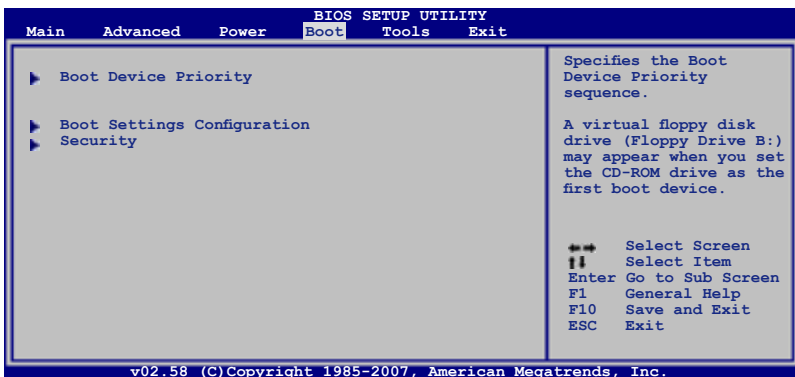 BIOS SETUP UTILITY
Main Advanced Power Boot Tools Exit
Boot Device Priority
Boot Settings Configuration
Security
Specifies the Boot
Device Priority
sequence.
A virtual floppy disk
drive (Floppy Drive B:)
may appear when you set
the CD-ROM drive as the
first boot device.
Select Screen
Select Item
Enter Go to Sub Screen
F1 General Help
F10 Save and Exit
ESC Exit
v02.58 (C)Copyright 1985-2007, American Megatrends, Inc.